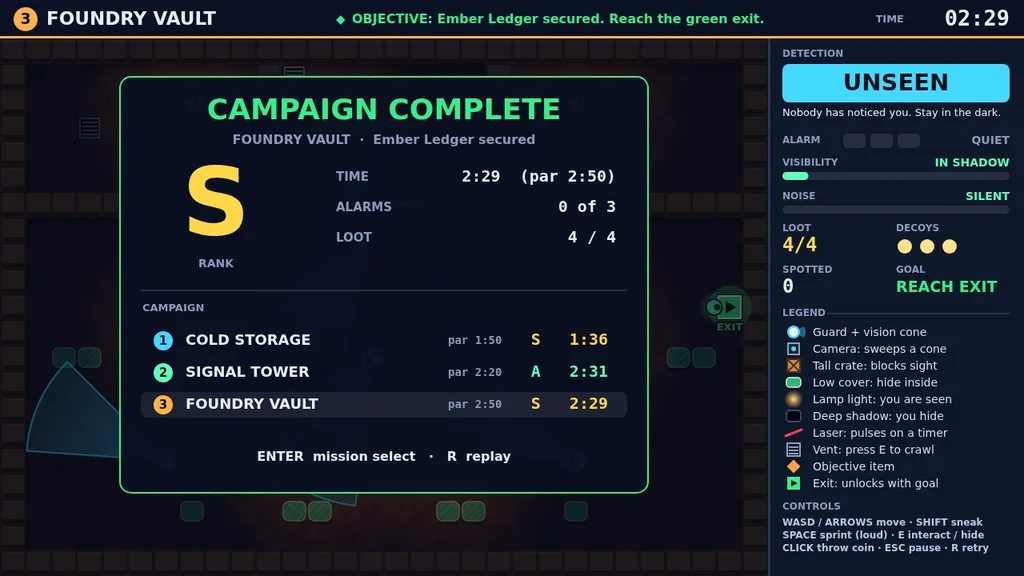 3 FOUNDRY VAULT
◆ OBJECTIVE: Ember Ledger secured. Reach the green exit.
TIME 02:29
CAMPAIGN COMPLETE
FOUNDRY VAULT · Ember Ledger secured
S
RANK
TIME 2:29 (par 2:50)
ALARMS 0 of 3
LOOT 4 / 4
CAMPAIGN
1 COLD STORAGE par 1:50 S 1:36
2 SIGNAL TOWER par 2:20 A 2:31
3 FOUNDRY VAULT par 2:50 S 2:29
ENTER mission select · R replay
EXIT
DETECTION
UNSEEN
Nobody has noticed you. Stay in the dark.
ALARM QUIET
VISIBILITY IN SHADOW
NOISE SILENT
LOOT DECOYS
4/4
SPOTTED GOAL
0 REACH EXIT
LEGEND
Guard + vision cone
Camera: sweeps a cone
Tall crate: blocks sight
Low cover: hide inside
Lamp light: you are seen
Deep shadow: you hide
Laser: pulses on a timer
Vent: press E to crawl
Objective item
Exit: unlocks with goal
CONTROLS
WASD / ARROWS move · SHIFT sneak
SPACE sprint (loud) · E interact / hide
CLICK throw coin · ESC pause · R retry